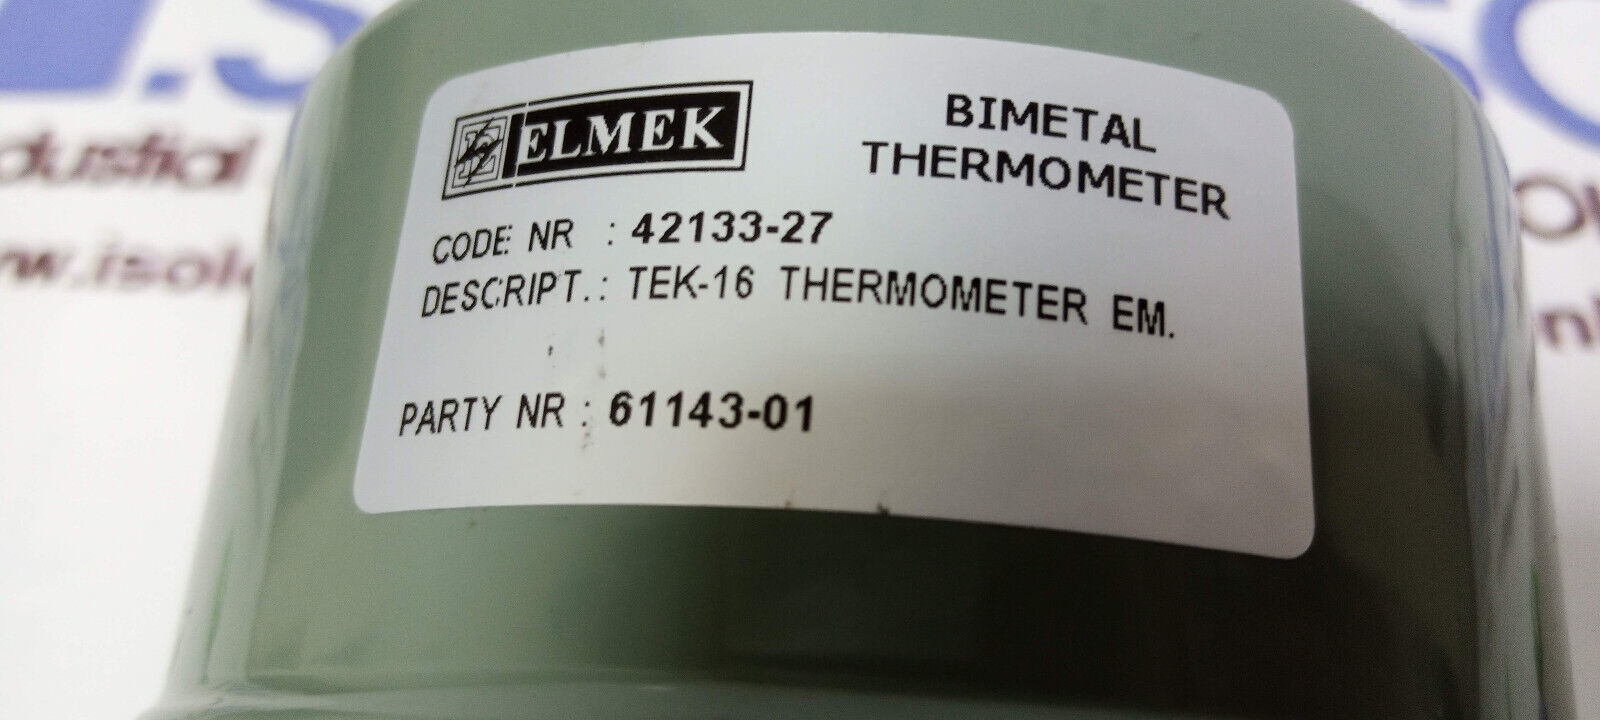 ELMEK
BIMETAL
THERMOMETER
CODE NR : 42133-27
DESCRIPT. : TEK-16 THERMOMETER EM.
PARTY NR : 61143-01